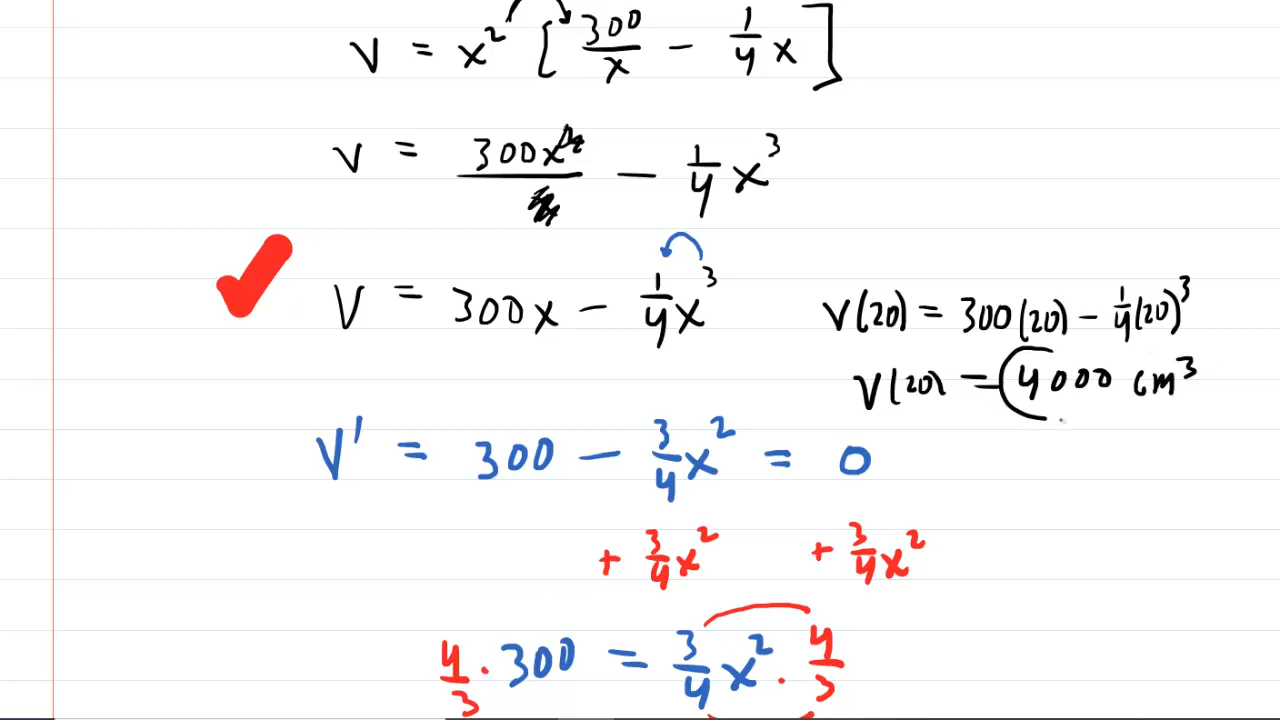 V = x² [ 300/x - 1/4 x ]
V = 300x / - 1/4 x³
V = 300x - 1/4 x³
V(20) = 300(20) - 1/4 (20)³
V(20) = 4000 cm³
V' = 300 - 3/4 x² = 0
+ 3/4 x² + 3/4 x²
4/3 · 300 = 3/4 x² · 4/3